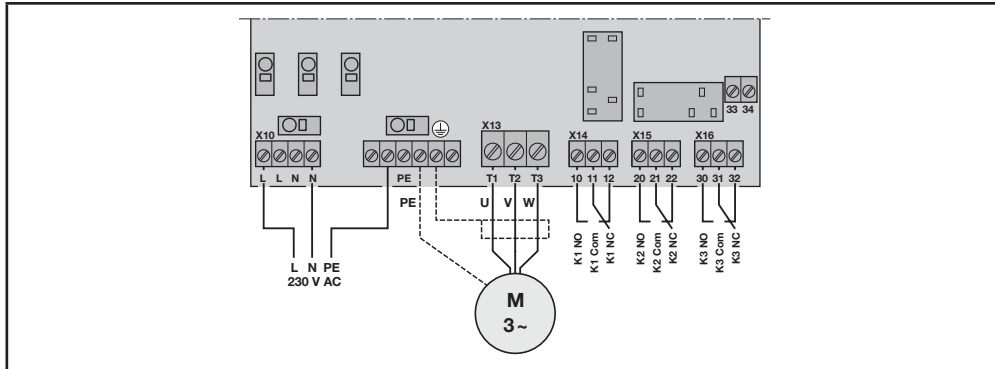 33 34
X10 X13 X14 X15 X16
L L N N PE T1 T2 T3 10 11 12 20 21 22 30 31 32
PE U V W
K1 NO
K1 Com
K1 NC
K2 NO
K2 Com
K2 NC
K3 NO
K3 Com
K3 NC
L N PE
230 V AC
M
3 ~